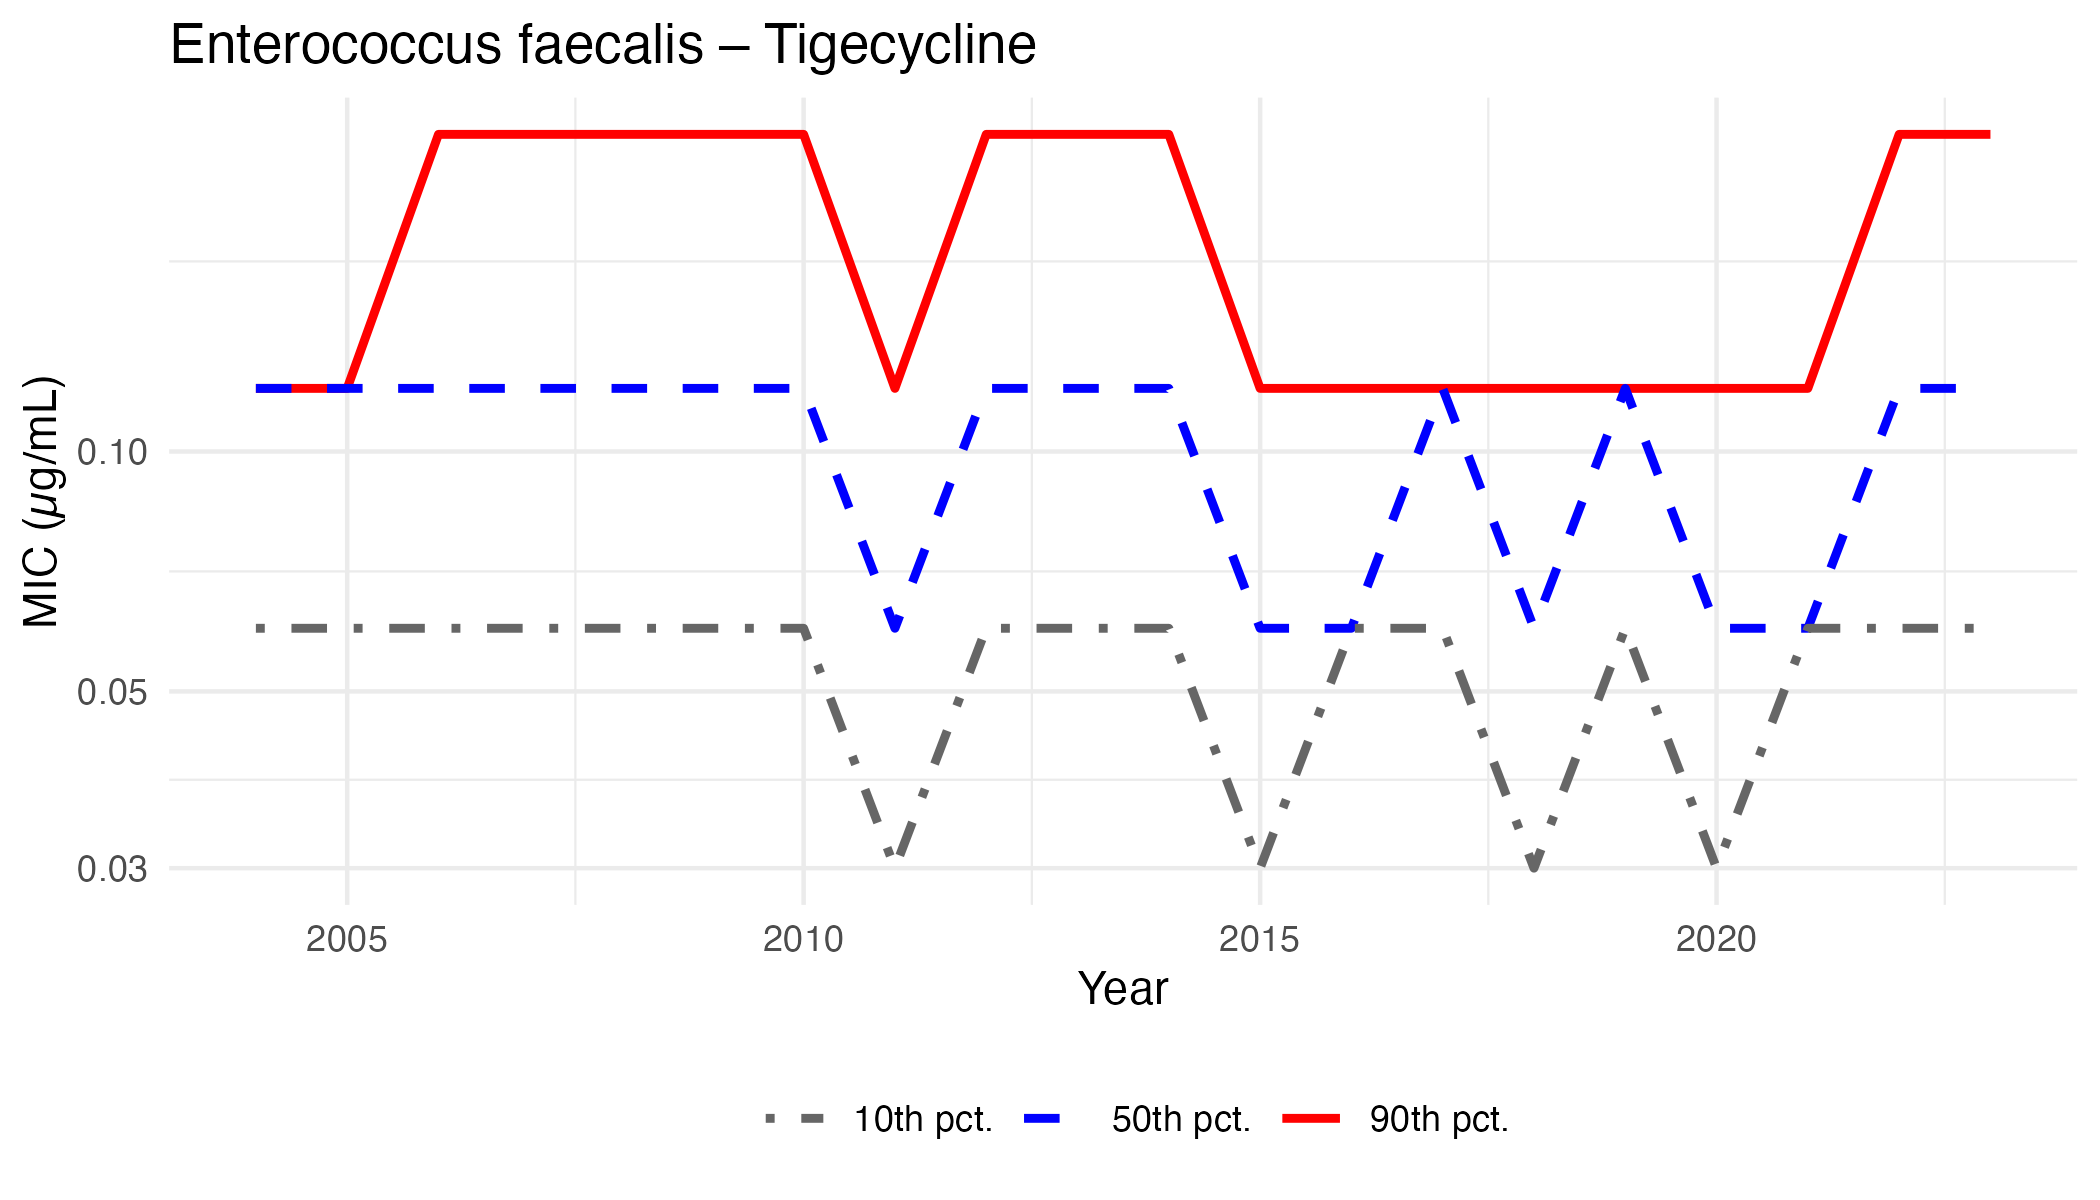 Enterococcus faecalis – Tigecycline
MIC (µg/mL)
0.10
0.05
0.03
2005 2010 2015 2020
Year
10th pct. 50th pct. 90th pct.